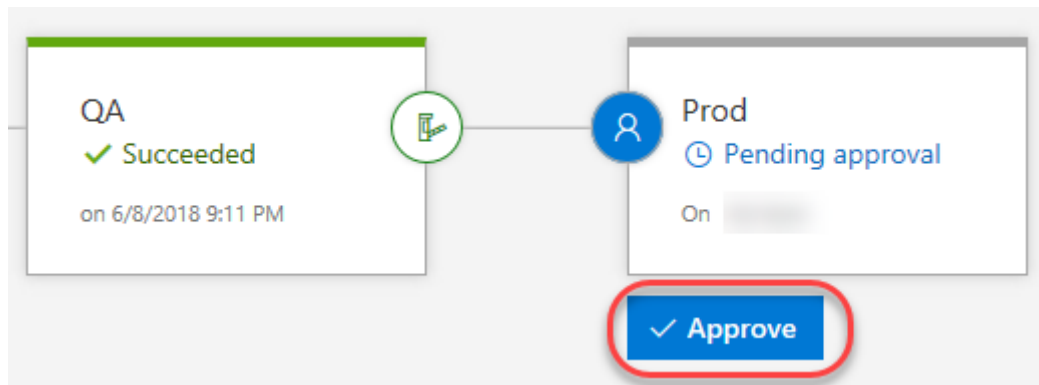 QA
Succeeded
on 6/8/2018 9:11 PM
Prod
Pending approval
On
Approve